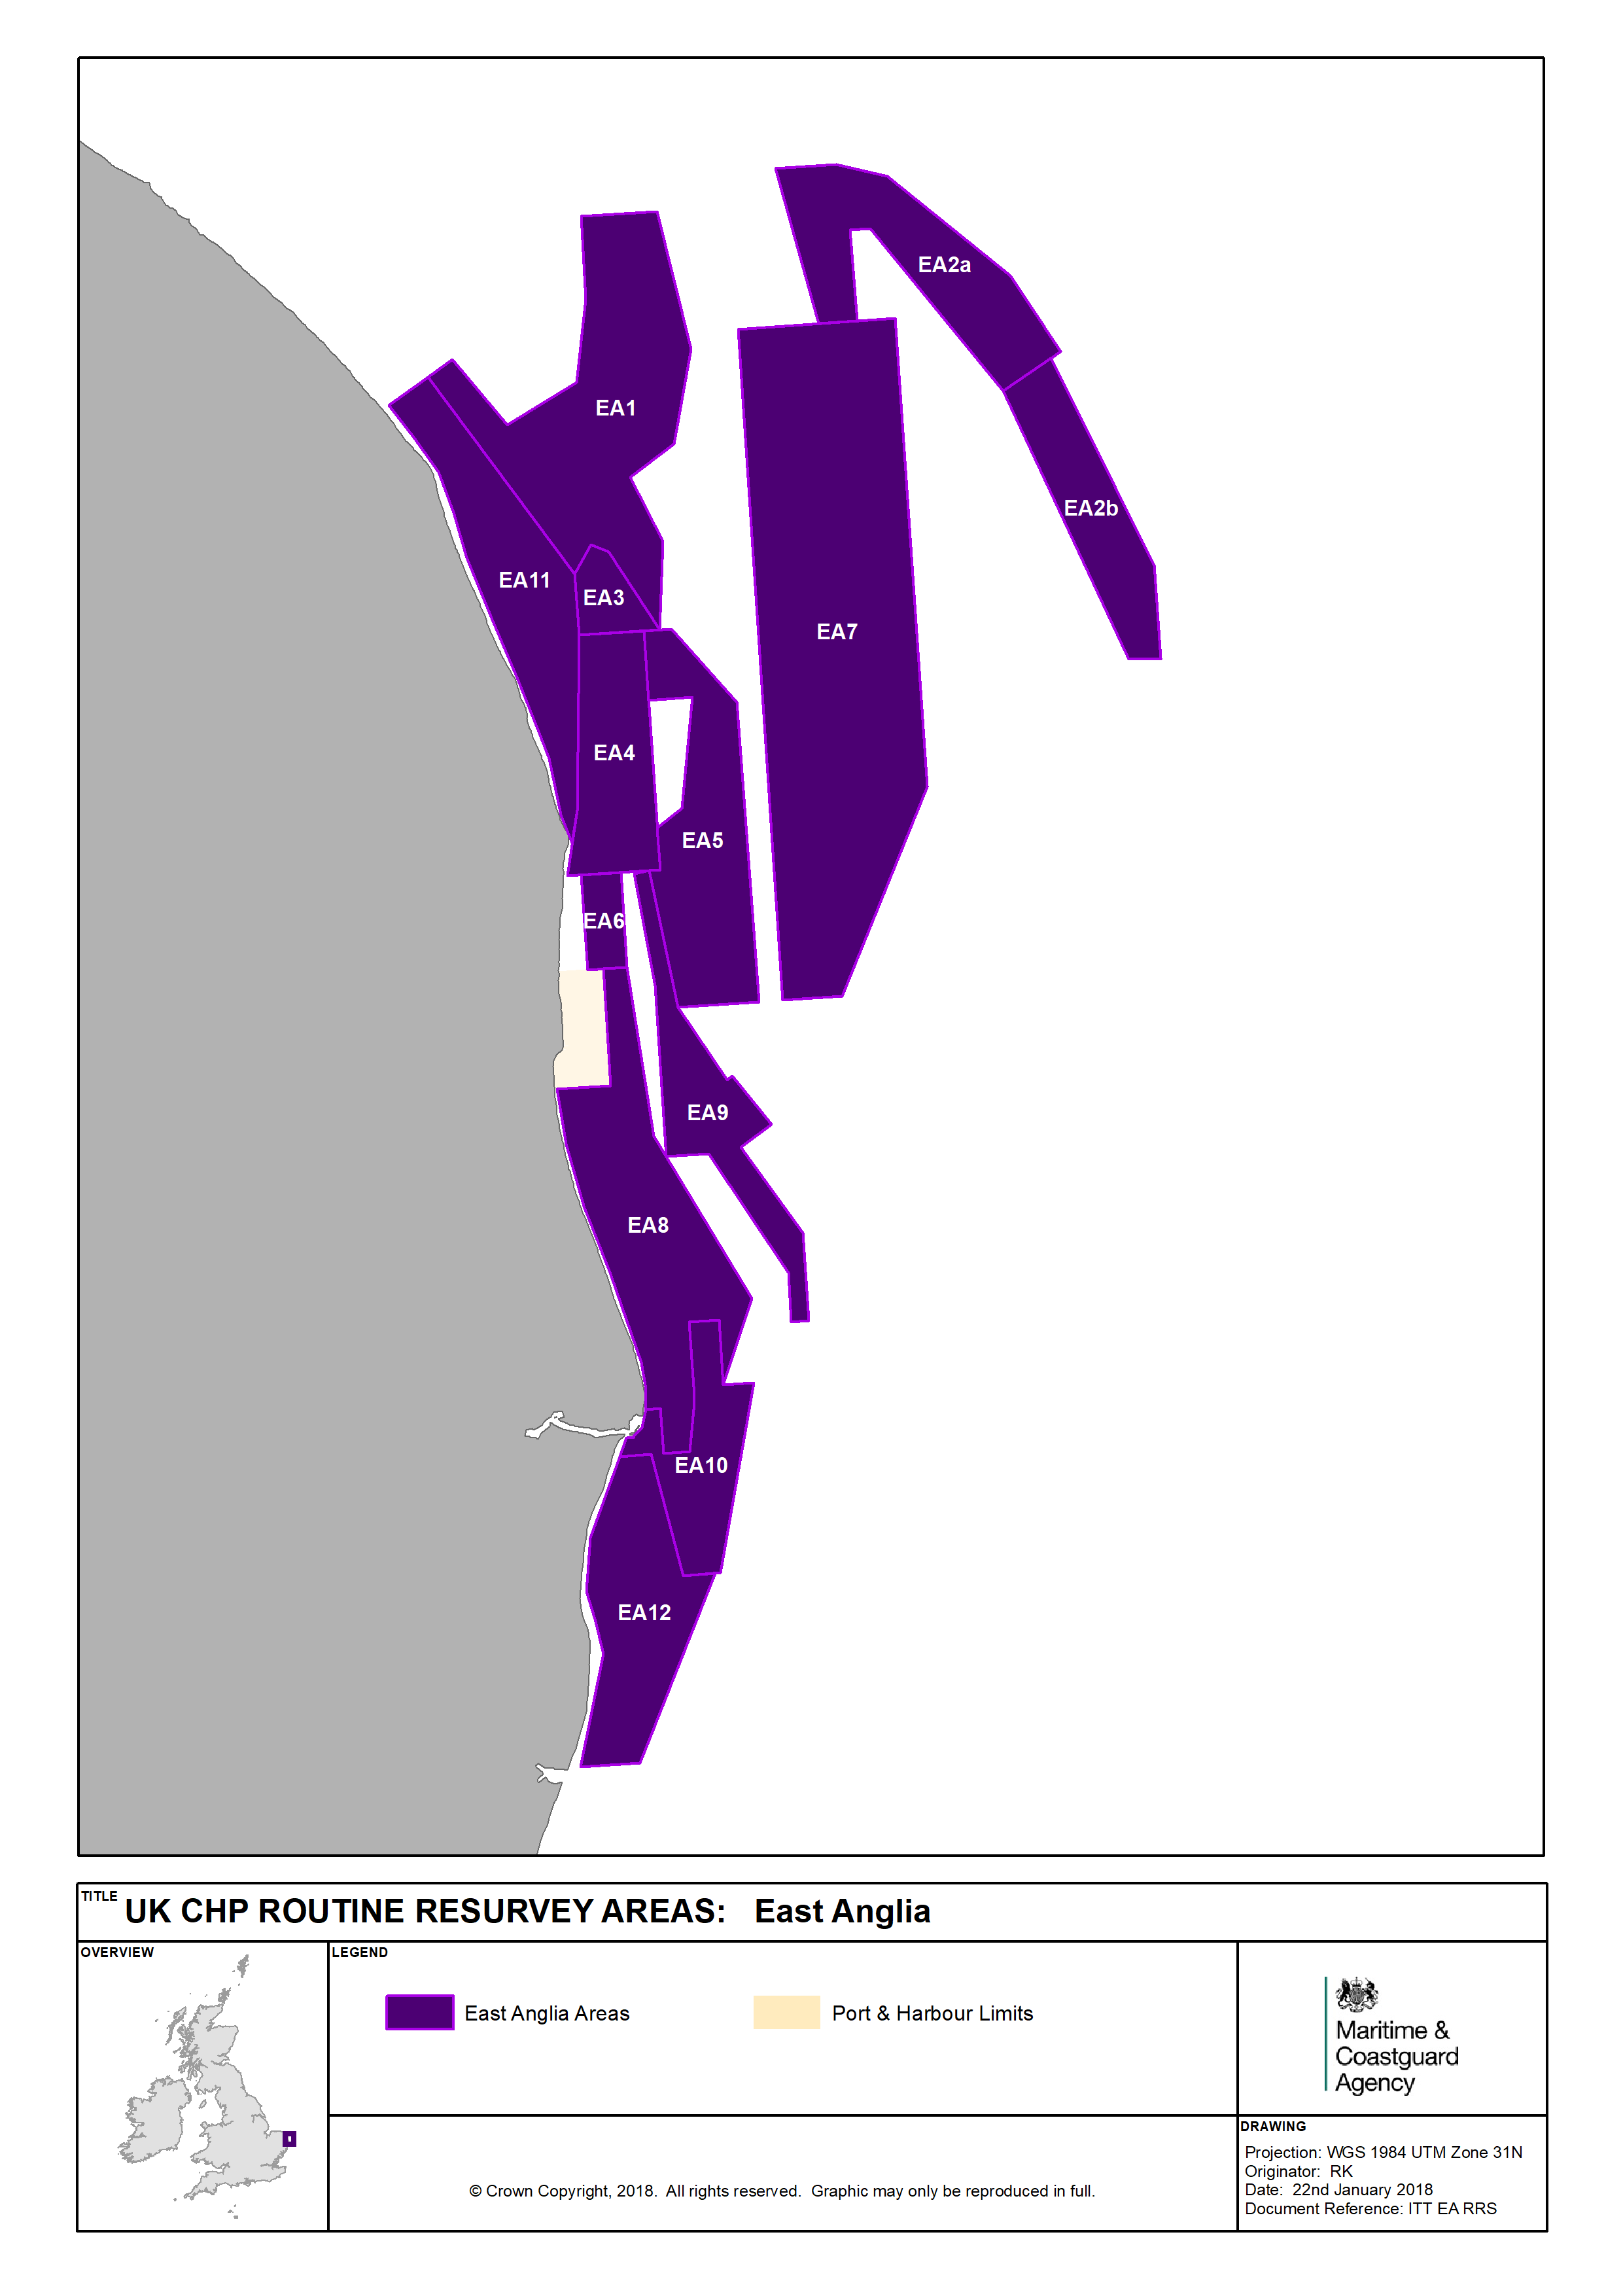 EA2a
EA1
EA2b
EA11
EA3
EA7
EA4
EA5
EA6
EA9
EA8
EA10
EA12
TITLE
UK CHP ROUTINE RESURVEY AREAS: East Anglia
OVERVIEW
LEGEND
East Anglia Areas
Port & Harbour Limits
Maritime &
Coastguard
Agency
© Crown Copyright, 2018. All rights reserved. Graphic may only be reproduced in full.
DRAWING
Projection: WGS 1984 UTM Zone 31N
Originator: RK
Date: 22nd January 2018
Document Reference: ITT EA RRS